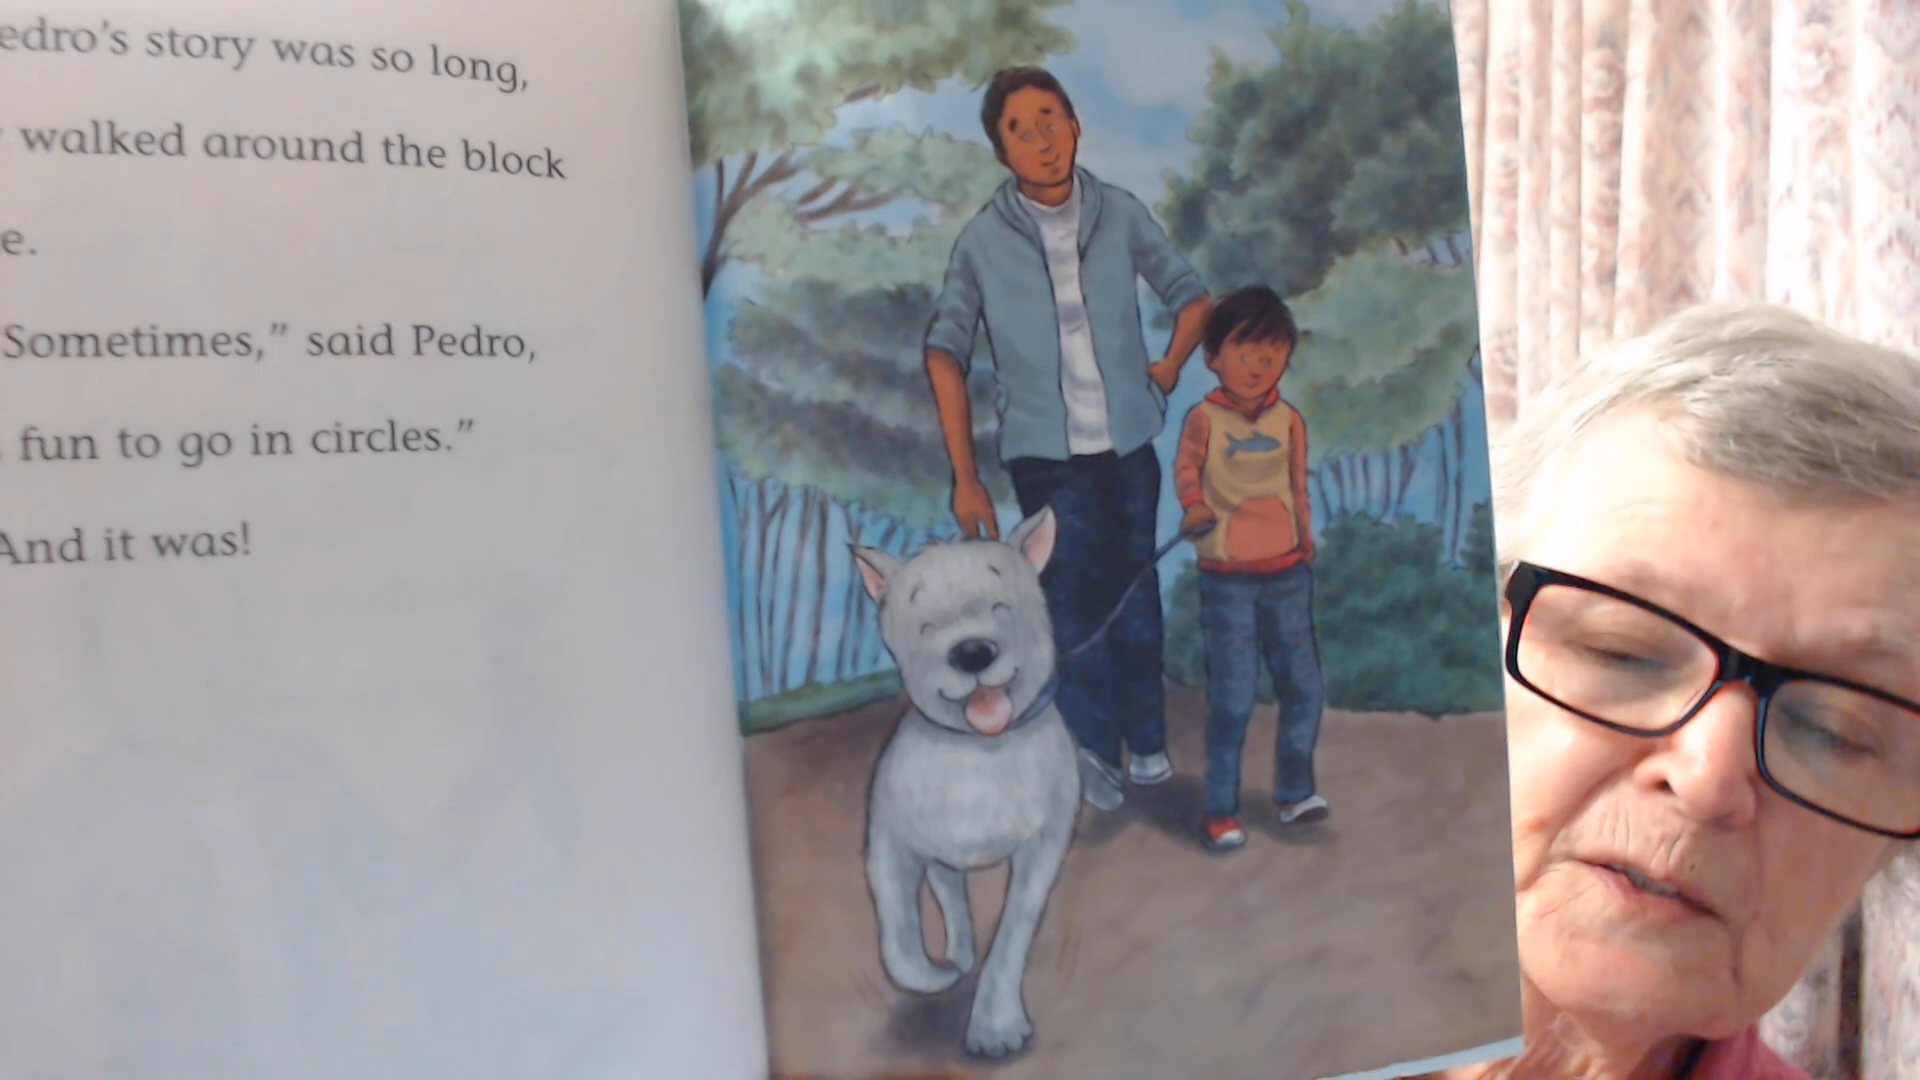 edro's story was so long,
walked around the block
e.
Sometimes," said Pedro,
fun to go in circles."
And it was!